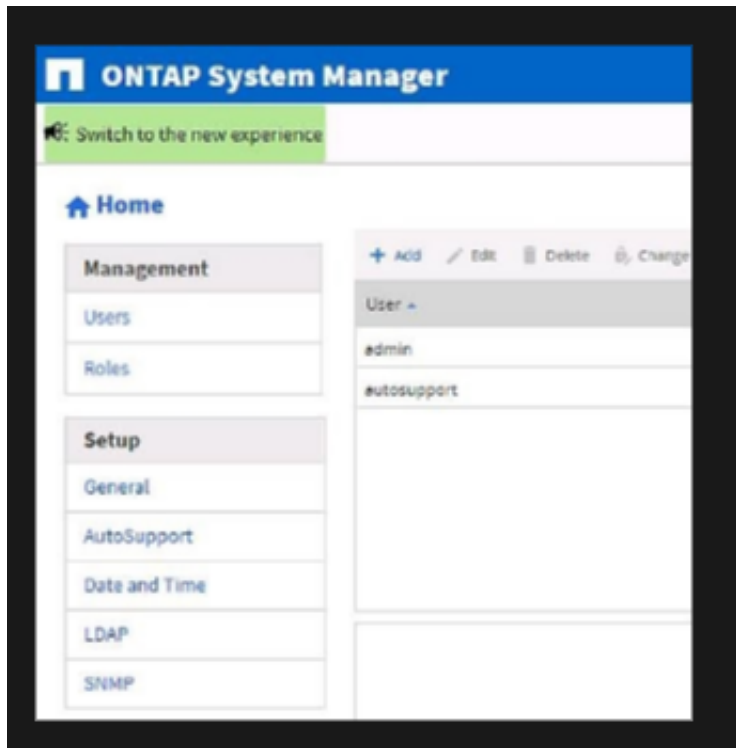 ONTAP System Manager
Switch to the new experience
Home
Management
Users
Roles
Setup
General
AutoSupport
Date and Time
LDAP
SNMP
+ Add Edit Delete Change
User
admin
autosupport